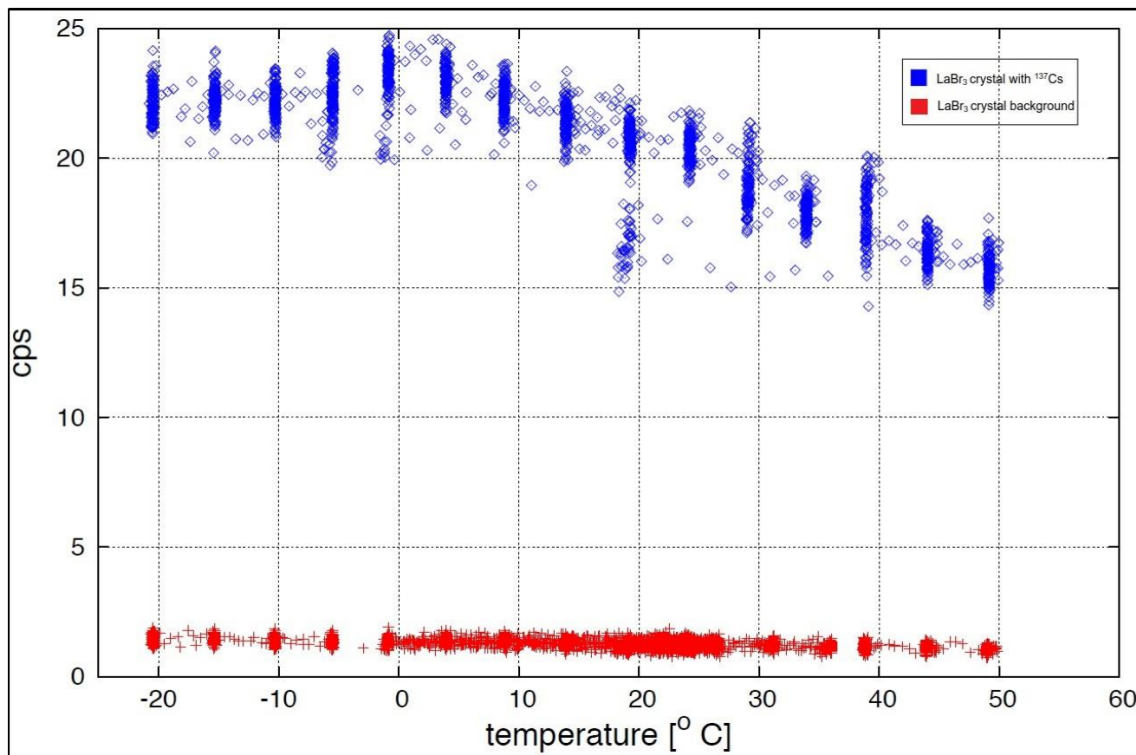 25
20
15
10
5
0
cps
LaBr₃ crystal with ¹³⁷Cs
LaBr₃ crystal background
-20 -10 0 10 20 30 40 50 60
temperature [° C]